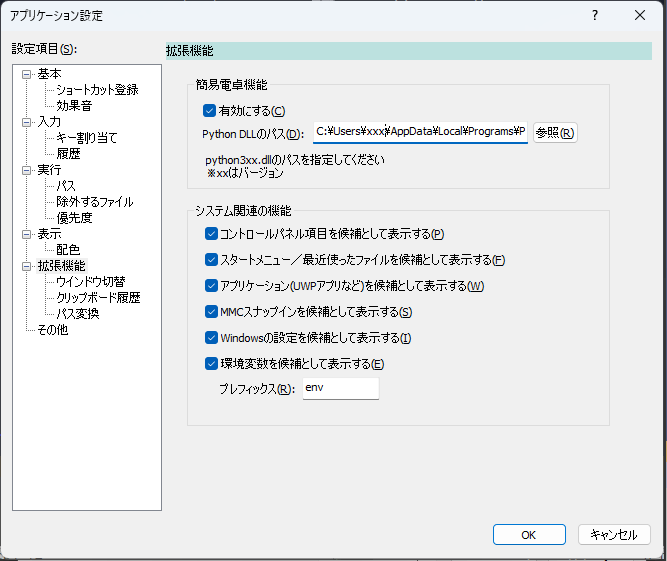 アプリケーション設定
?
設定項目(S):
基本
ショートカット登録
効果音
入力
キー割り当て
履歴
実行
パス
除外するファイル
優先度
表示
配色
拡張機能
ウインドウ切替
クリップボード履歴
パス変換
その他
拡張機能
簡易電卓機能
有効にする(C)
Python DLLのパス(D):
C:¥Users¥xxx¥AppData¥Local¥Programs¥P
参照(R)
python3xx.dllのパスを指定してください
※xxはバージョン
システム関連の機能
コントロールパネル項目を候補として表示する(P)
スタートメニュー／最近使ったファイルを候補として表示する(F)
アプリケーション(UWPアプリなど)を候補として表示する(W)
MMCスナップインを候補として表示する(S)
Windowsの設定を候補として表示する(I)
環境変数を候補として表示する(E)
プレフィックス(R):
env
OK
キャンセル